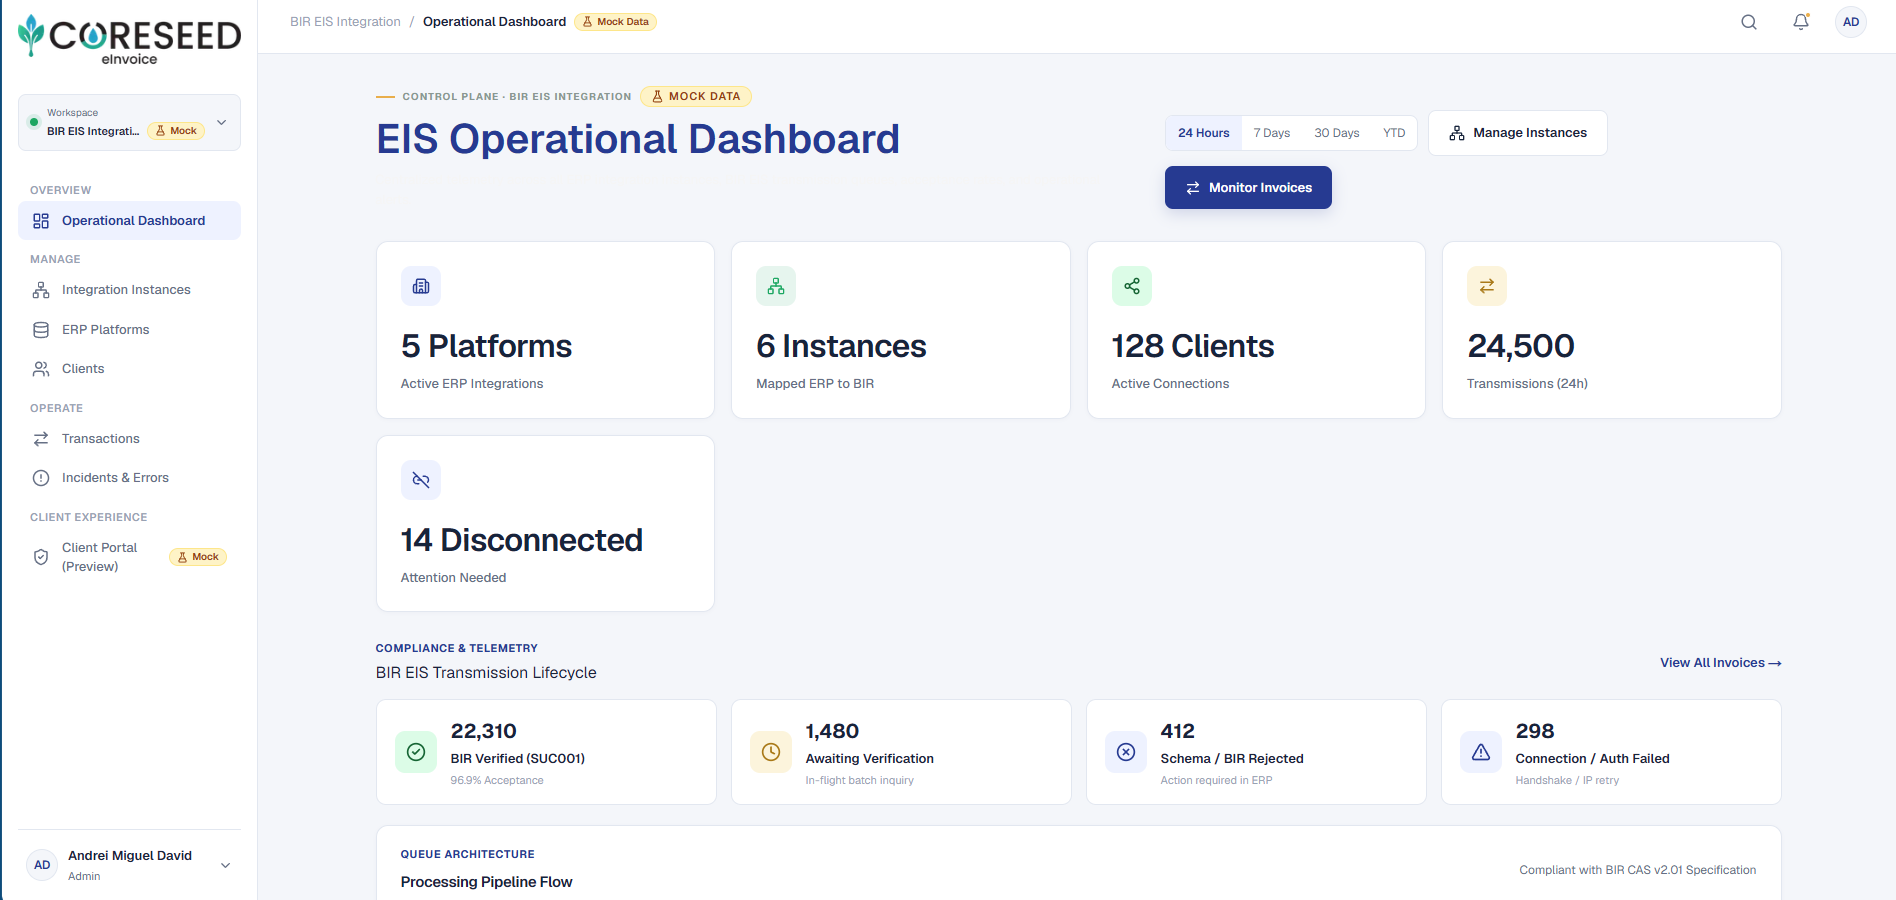 CORESEED
eInvoice
Workspace
BIR EIS Integrati...
Mock
OVERVIEW
Operational Dashboard
MANAGE
Integration Instances
ERP Platforms
Clients
OPERATE
Transactions
Incidents & Errors
CLIENT EXPERIENCE
Client Portal
(Preview)
Mock
AD
Andrei Miguel David
Admin
BIR EIS Integration / Operational Dashboard
Mock Data
AD
CONTROL PLANE · BIR EIS INTEGRATION
MOCK DATA
EIS Operational Dashboard
24 Hours
7 Days
30 Days
YTD
Manage Instances
Monitor Invoices
5 Platforms
Active ERP Integrations
6 Instances
Mapped ERP to BIR
128 Clients
Active Connections
24,500
Transmissions (24h)
14 Disconnected
Attention Needed
COMPLIANCE & TELEMETRY
BIR EIS Transmission Lifecycle
View All Invoices →
22,310
BIR Verified (SUC001)
96.9% Acceptance
1,480
Awaiting Verification
In-flight batch inquiry
412
Schema / BIR Rejected
Action required in ERP
298
Connection / Auth Failed
Handshake / IP retry
QUEUE ARCHITECTURE
Processing Pipeline Flow
Compliant with BIR CAS v2.01 Specification